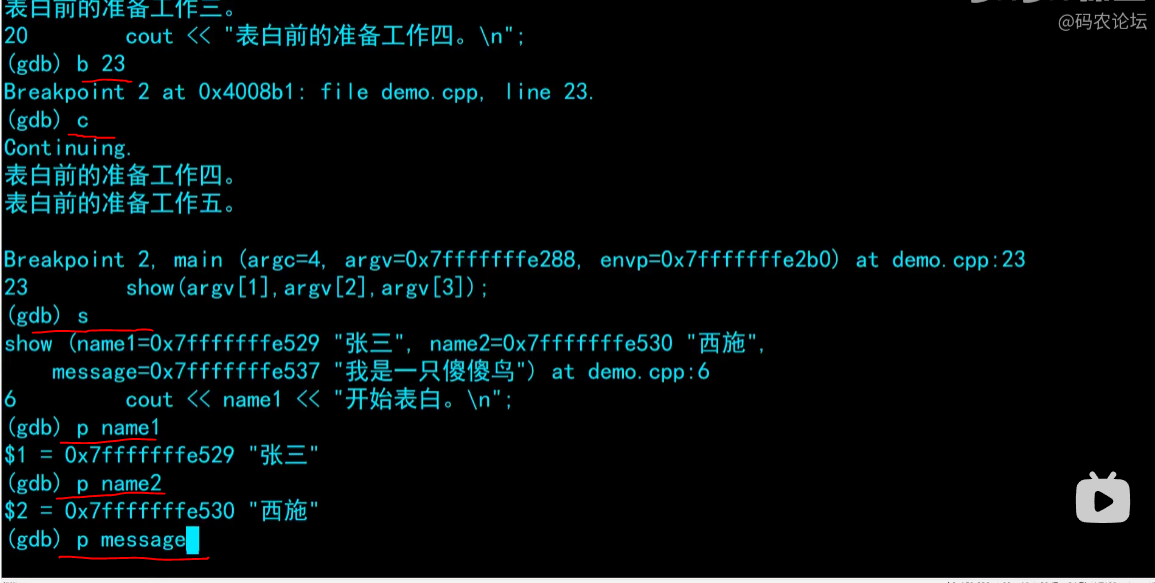 表白前的准备工作三。
@码农论坛
20 cout << "表白前的准备工作四。\n";
(gdb) b 23
Breakpoint 2 at 0x4008b1: file demo.cpp, line 23.
(gdb) c
Continuing.
表白前的准备工作四。
表白前的准备工作五。
Breakpoint 2, main (argc=4, argv=0x7fffffffe288, envp=0x7fffffffe2b0) at demo.cpp:23
23 show(argv[1],argv[2],argv[3]);
(gdb) s
show (name1=0x7fffffffe529 "张三", name2=0x7fffffffe530 "西施",
message=0x7fffffffe537 "我是一只傻傻鸟") at demo.cpp:6
6 cout << name1 << "开始表白。\n";
(gdb) p name1
$1 = 0x7fffffffe529 "张三"
(gdb) p name2
$2 = 0x7fffffffe530 "西施"
(gdb) p message